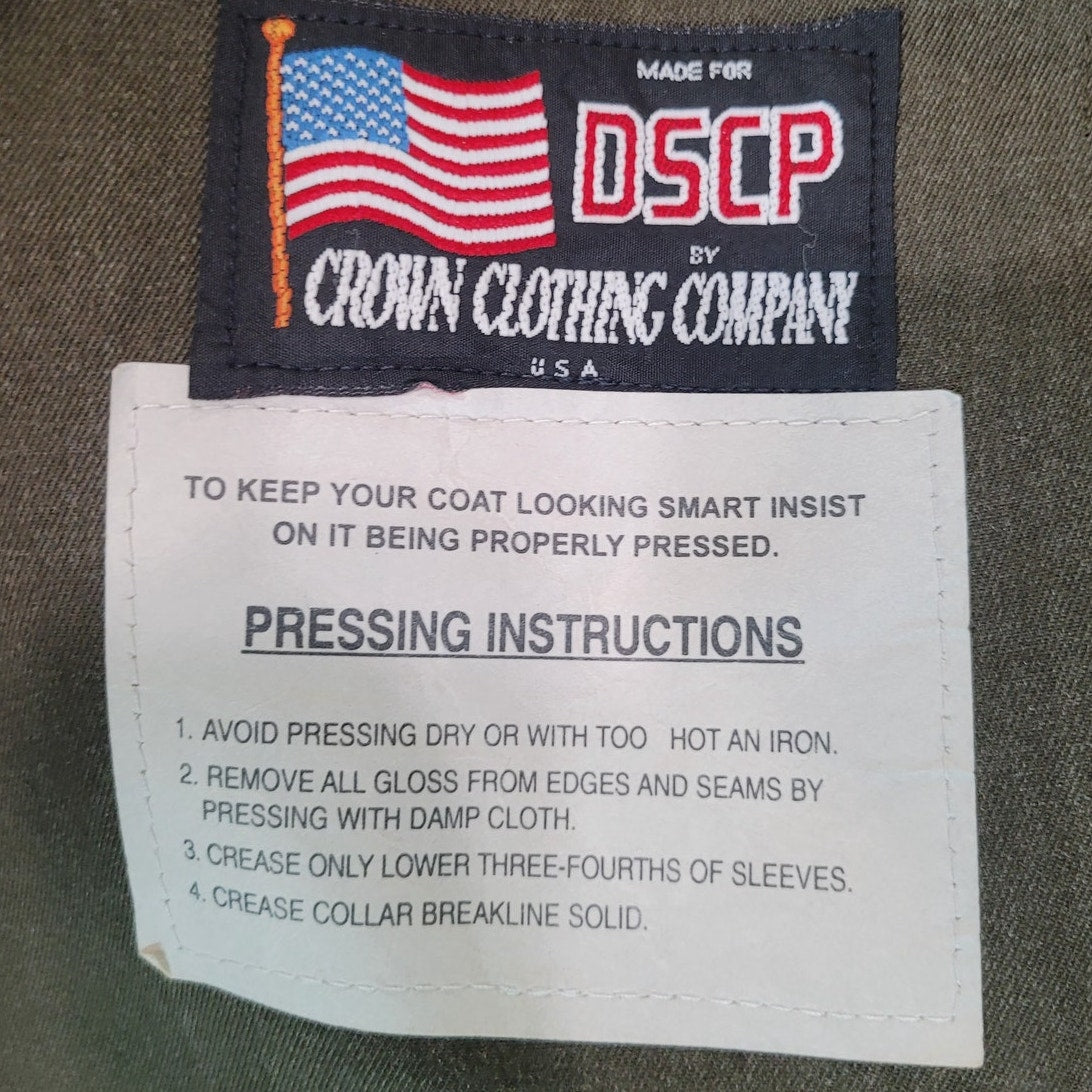 MADE FOR
DSCP
BY
CROWN CLOTHING COMPANY
USA
TO KEEP YOUR COAT LOOKING SMART INSIST
ON IT BEING PROPERLY PRESSED.
PRESSING INSTRUCTIONS
1. AVOID PRESSING DRY OR WITH TOO HOT AN IRON.
2. REMOVE ALL GLOSS FROM EDGES AND SEAMS BY
PRESSING WITH DAMP CLOTH.
3. CREASE ONLY LOWER THREE-FOURTHS OF SLEEVES.
4. CREASE COLLAR BREAKLINE SOLID.